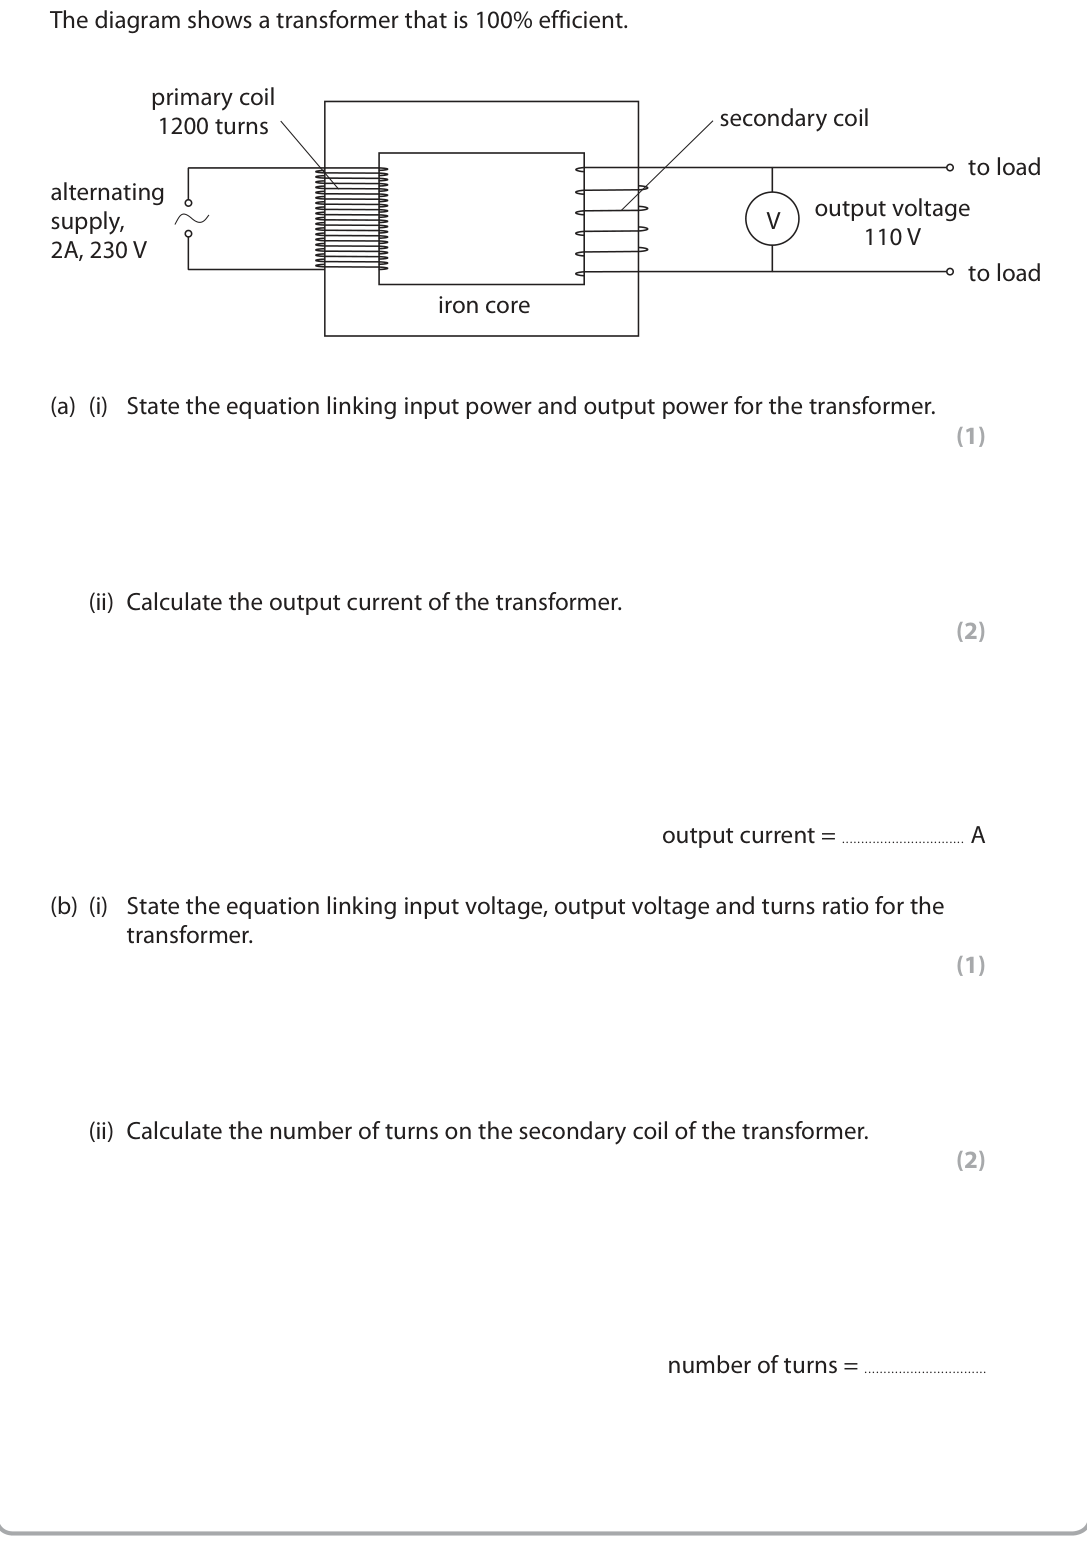 The diagram shows a transformer that is 100% efficient.
primary coil
1200 turns
secondary coil
to load
alternating
supply,
2A, 230 V
V
output voltage
110 V
to load
iron core
(a) (i) State the equation linking input power and output power for the transformer.
(1)
(ii) Calculate the output current of the transformer.
(2)
output current = ................................ A
(b) (i) State the equation linking input voltage, output voltage and turns ratio for the
transformer.
(1)
(ii) Calculate the number of turns on the secondary coil of the transformer.
(2)
number of turns = ................................